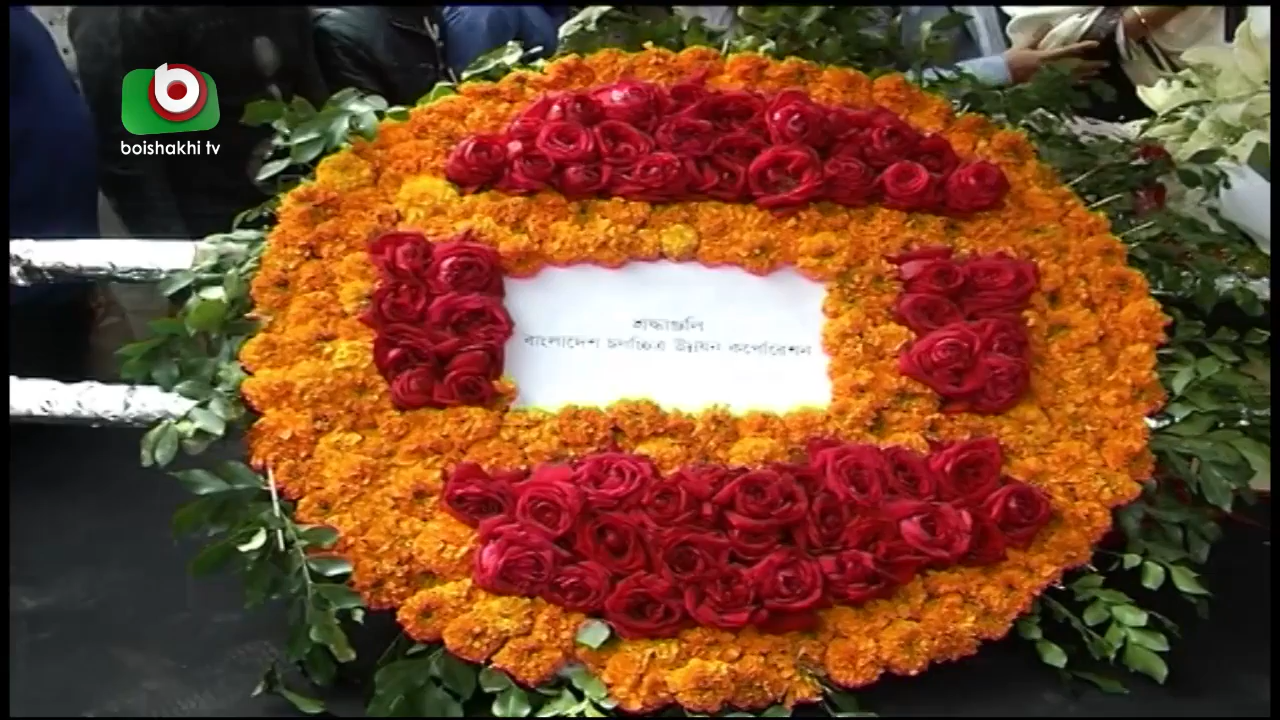 boishakhi tv
শ্রদ্ধাঞ্জলি
বাংলাদেশ চলচ্চিত্র উন্নয়ন কর্পোরেশন